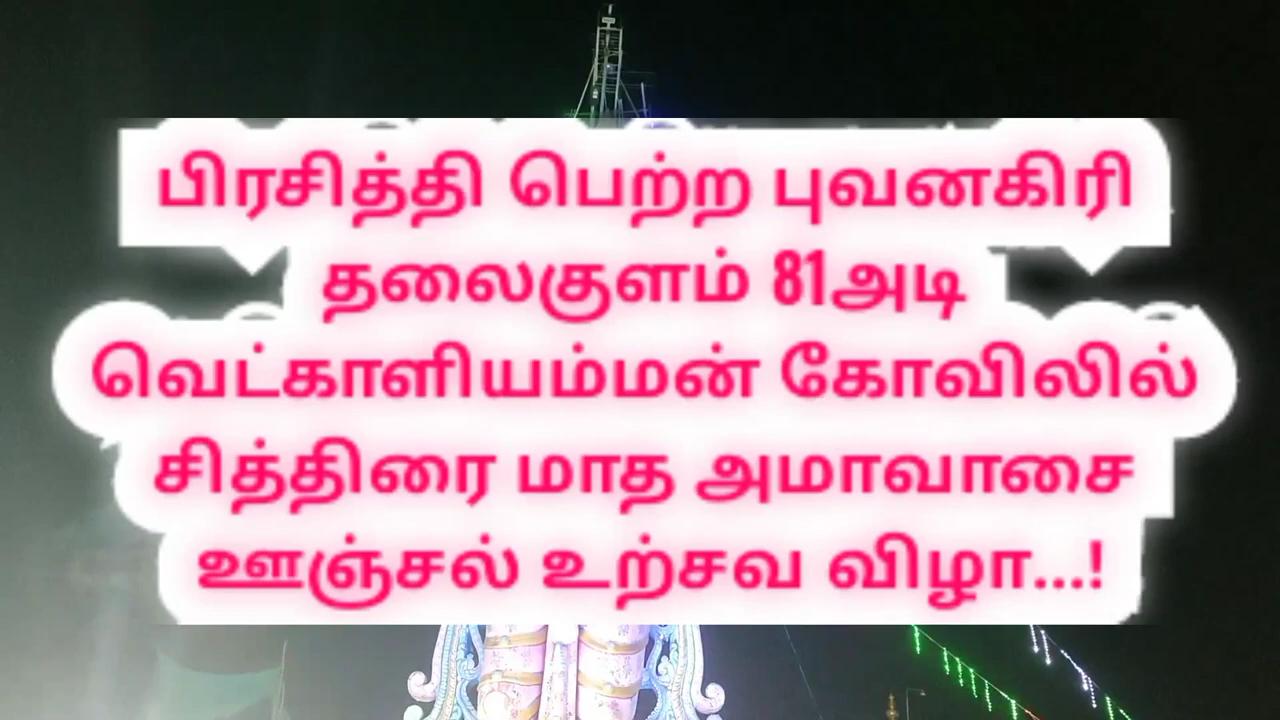 பிரசித்தி பெற்ற புவனகிரி
தலைகுளம் 81அடி
வெட்காளியம்மன் கோவிலில்
சித்திரை மாத அமாவாசை
ஊஞ்சல் உற்சவ விழா...!